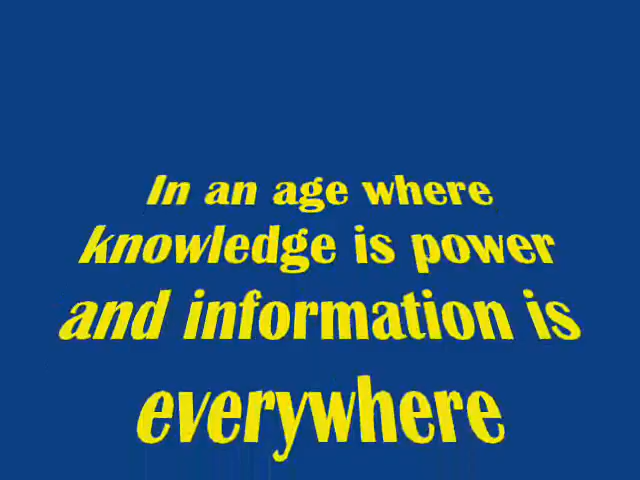 In an age where
knowledge is power
and information is
everywhere